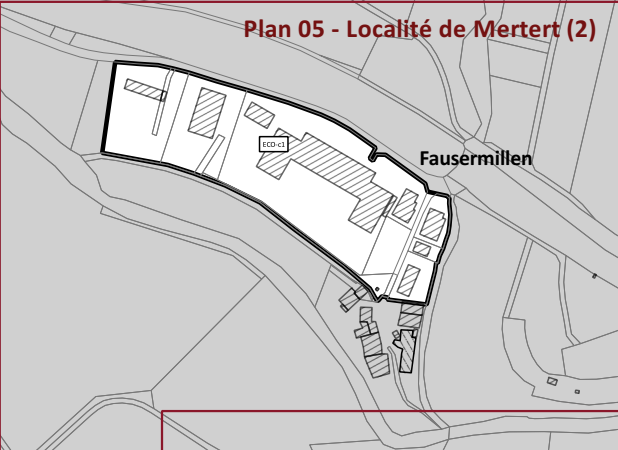 Plan 05 - Localité de Mertert (2)
ECO-c1
Fausermillen